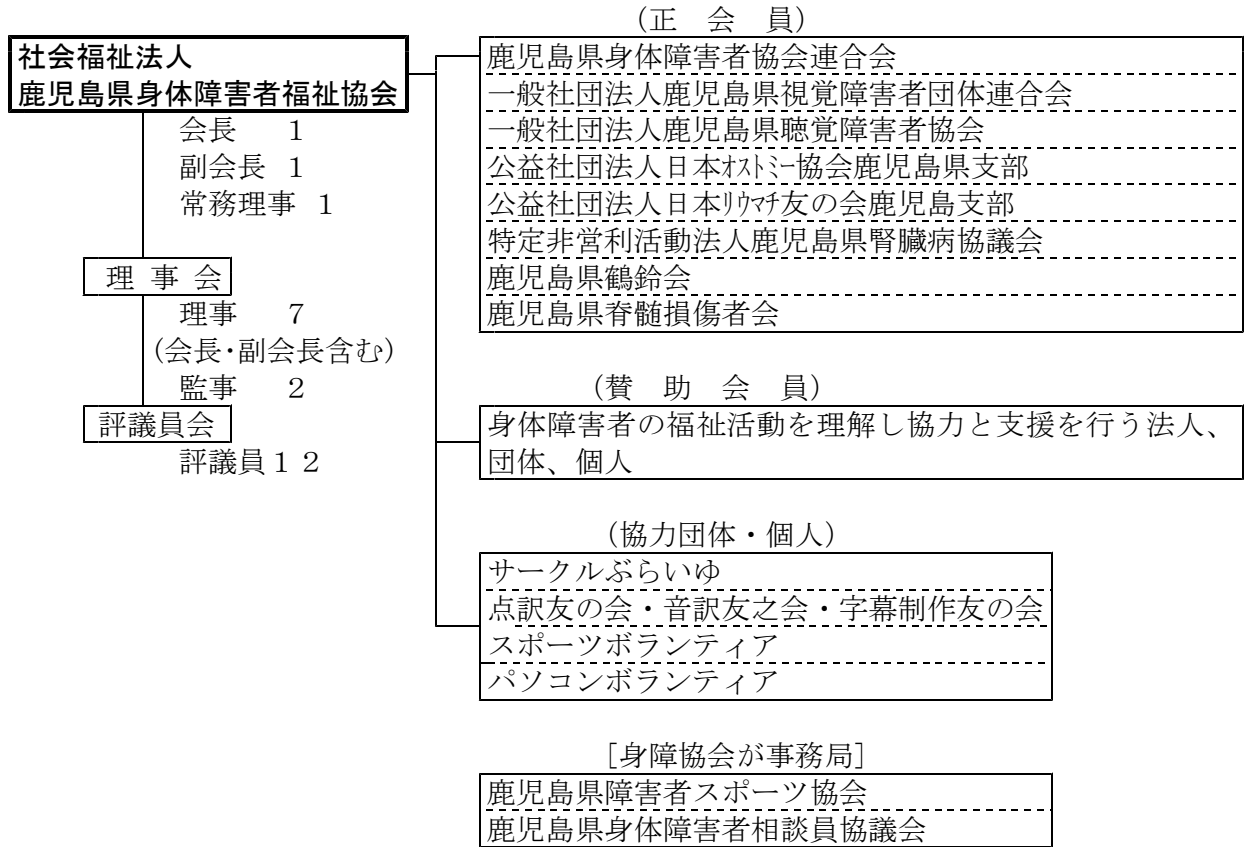 社会福祉法人
鹿児島県身体障害者福祉協会
会長 1
副会長 1
常務理事 1
理 事 会
理事 7
(会長・副会長含む)
監事 2
評議員会
評議員12
(正 会 員)
鹿児島県身体障害者協会連合会
一般社団法人鹿児島県視覚障害者団体連合会
一般社団法人鹿児島県聴覚障害者協会
公益社団法人日本ｵｽﾄﾐｰ協会鹿児島県支部
公益社団法人日本ﾘｳﾏﾁ友の会鹿児島支部
特定非営利活動法人鹿児島県腎臓病協議会
鹿児島県鶴鈴会
鹿児島県脊髄損傷者会
(賛 助 会 員)
身体障害者の福祉活動を理解し協力と支援を行う法人、
団体、個人
(協力団体・個人)
サークルぶらいゆ
点訳友の会・音訳友之会・字幕制作友の会
スポーツボランティア
パソコンボランティア
[身障協会が事務局]
鹿児島県障害者スポーツ協会
鹿児島県身体障害者相談員協議会